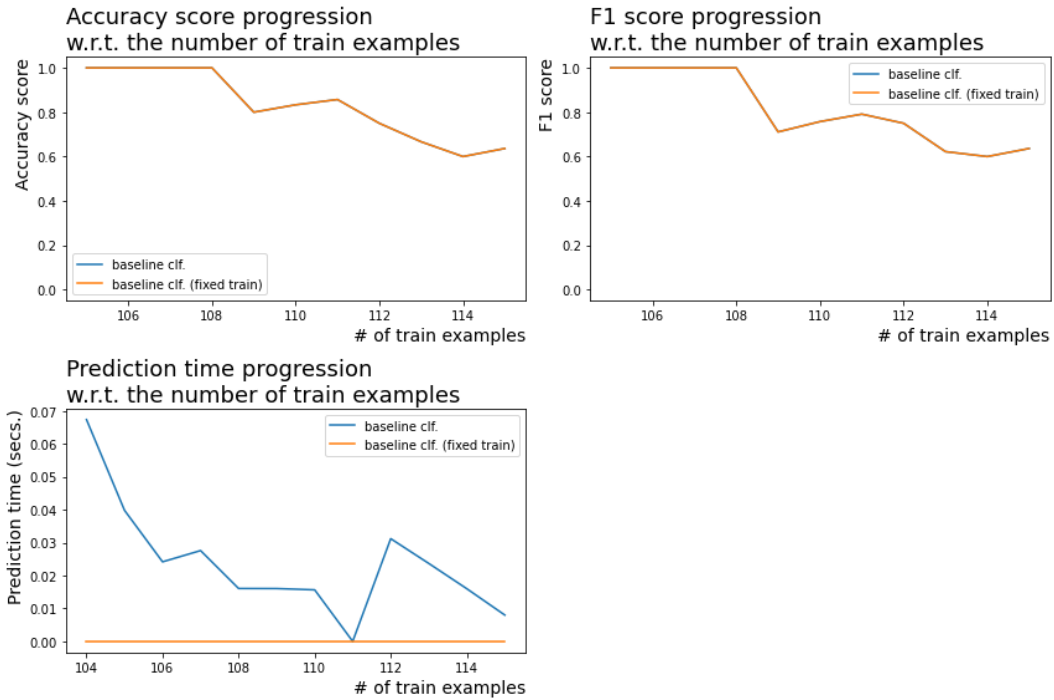 Accuracy score progression
w.r.t. the number of train examples
Accuracy score
1.0
0.8
0.6
0.4
0.2
0.0
baseline clf.
baseline clf. (fixed train)
106 108 110 112 114
# of train examples
F1 score progression
w.r.t. the number of train examples
F1 score
1.0
0.8
0.6
0.4
0.2
0.0
baseline clf.
baseline clf. (fixed train)
106 108 110 112 114
# of train examples
Prediction time progression
w.r.t. the number of train examples
Prediction time (secs.)
0.07
0.06
0.05
0.04
0.03
0.02
0.01
0.00
baseline clf.
baseline clf. (fixed train)
104 106 108 110 112 114
# of train examples